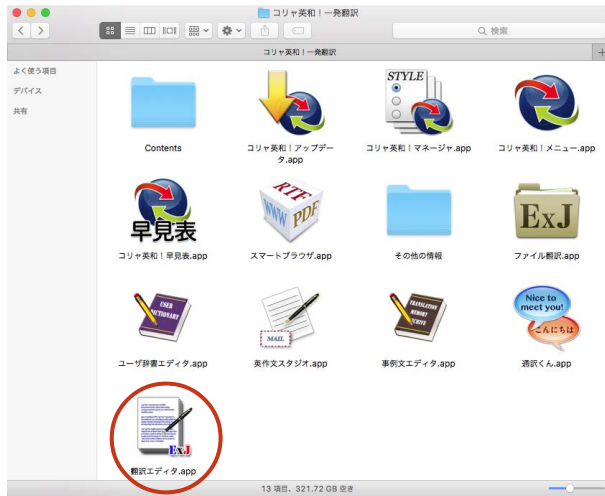 コリャ英和！一発翻訳
検索
コリャ英和！一発翻訳
よく使う項目
デバイス
共有
Contents
コリャ英和！アップデー
タ.app
STYLE
コリャ英和！マネージャ.app
コリャ英和！メニュー.app
早見表
コリャ英和！早見表.app
RTF
WWW
PDF
スマートブラウザ.app
その他の情報
ExJ
ファイル翻訳.app
USER
DICTIONARY
ユーザ辞書エディタ.app
MAIL
英作文スタジオ.app
TRANSLATION
MEMORY
ARCHIVE
事例文エディタ.app
Nice to
meet you!
こんにちは
通訳くん.app
ExJ
翻訳エディタ.app
13 項目、321.72 GB 空き